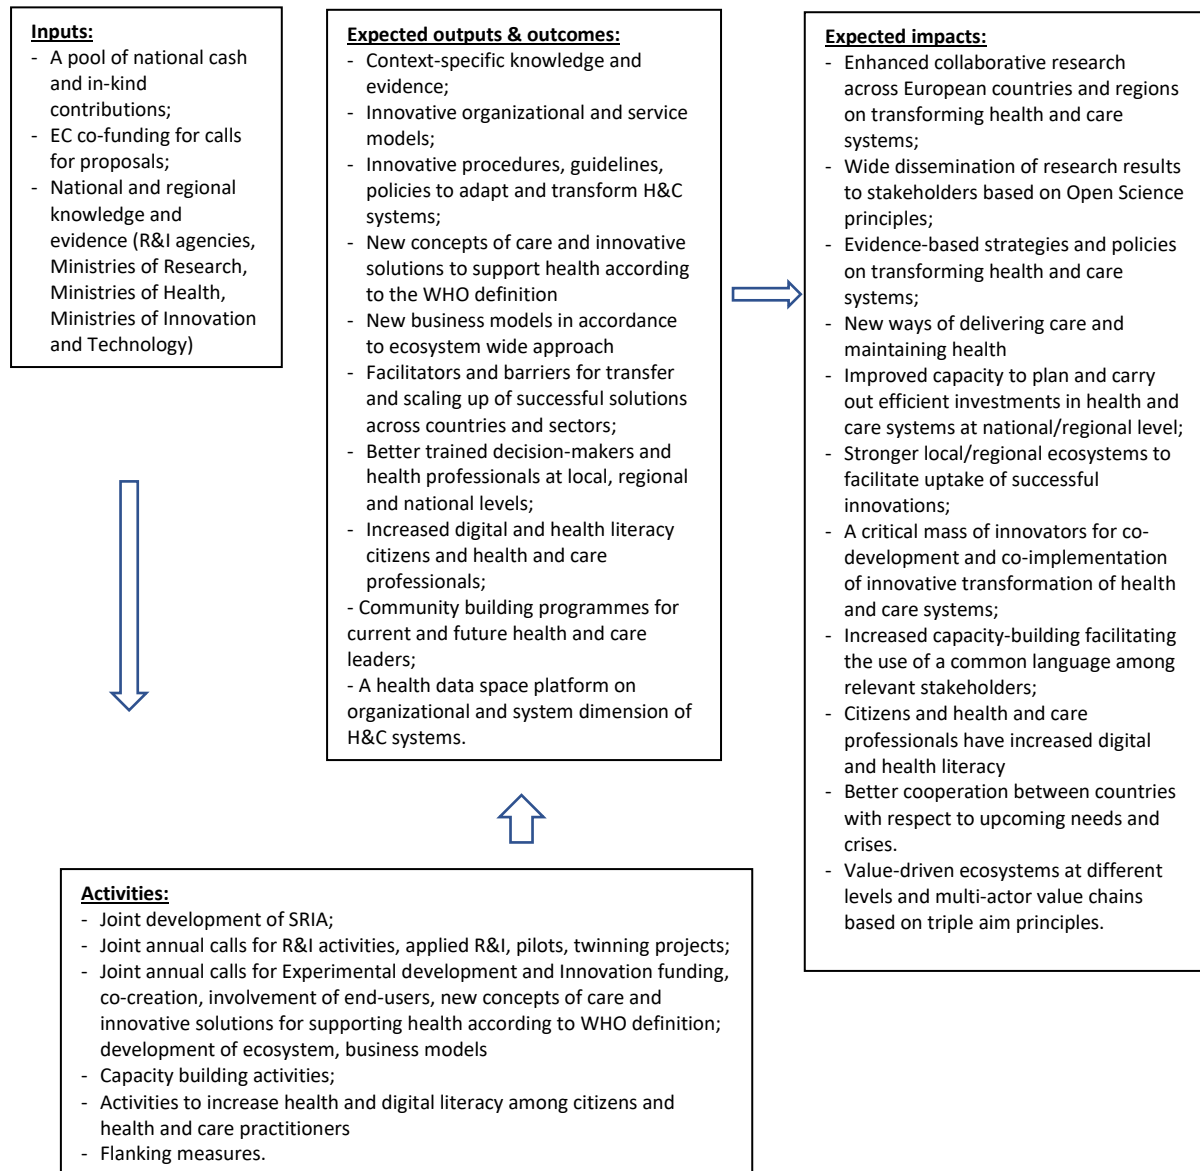 Inputs:
- A pool of national cash
and in-kind
contributions;
- EC co-funding for calls
for proposals;
- National and regional
knowledge and
evidence (R&I agencies,
Ministries of Research,
Ministries of Health,
Ministries of Innovation
and Technology)
Expected outputs & outcomes:
- Context-specific knowledge and
evidence;
- Innovative organizational and service
models;
- Innovative procedures, guidelines,
policies to adapt and transform H&C
systems;
- New concepts of care and innovative
solutions to support health according
to the WHO definition
- New business models in accordance
to ecosystem wide approach
- Facilitators and barriers for transfer
and scaling up of successful solutions
across countries and sectors;
- Better trained decision-makers and
health professionals at local, regional
and national levels;
- Increased digital and health literacy
citizens and health and care
professionals;
- Community building programmes for
current and future health and care
leaders;
- A health data space platform on
organizational and system dimension of
H&C systems.
Expected impacts:
- Enhanced collaborative research
across European countries and regions
on transforming health and care
systems;
- Wide dissemination of research results
to stakeholders based on Open Science
principles;
- Evidence-based strategies and policies
on transforming health and care
systems;
- New ways of delivering care and
maintaining health
- Improved capacity to plan and carry
out efficient investments in health and
care systems at national/regional level;
- Stronger local/regional ecosystems to
facilitate uptake of successful
innovations;
- A critical mass of innovators for co-
development and co-implementation
of innovative transformation of health
and care systems;
- Increased capacity-building facilitating
the use of a common language among
relevant stakeholders;
- Citizens and health and care
professionals have increased digital
and health literacy
- Better cooperation between countries
with respect to upcoming needs and
crises.
- Value-driven ecosystems at different
levels and multi-actor value chains
based on triple aim principles.
Activities:
- Joint development of SRIA;
- Joint annual calls for R&I activities, applied R&I, pilots, twinning projects;
- Joint annual calls for Experimental development and Innovation funding,
co-creation, involvement of end-users, new concepts of care and
innovative solutions for supporting health according to WHO definition;
development of ecosystem, business models
- Capacity building activities;
- Activities to increase health and digital literacy among citizens and
health and care practitioners
- Flanking measures.